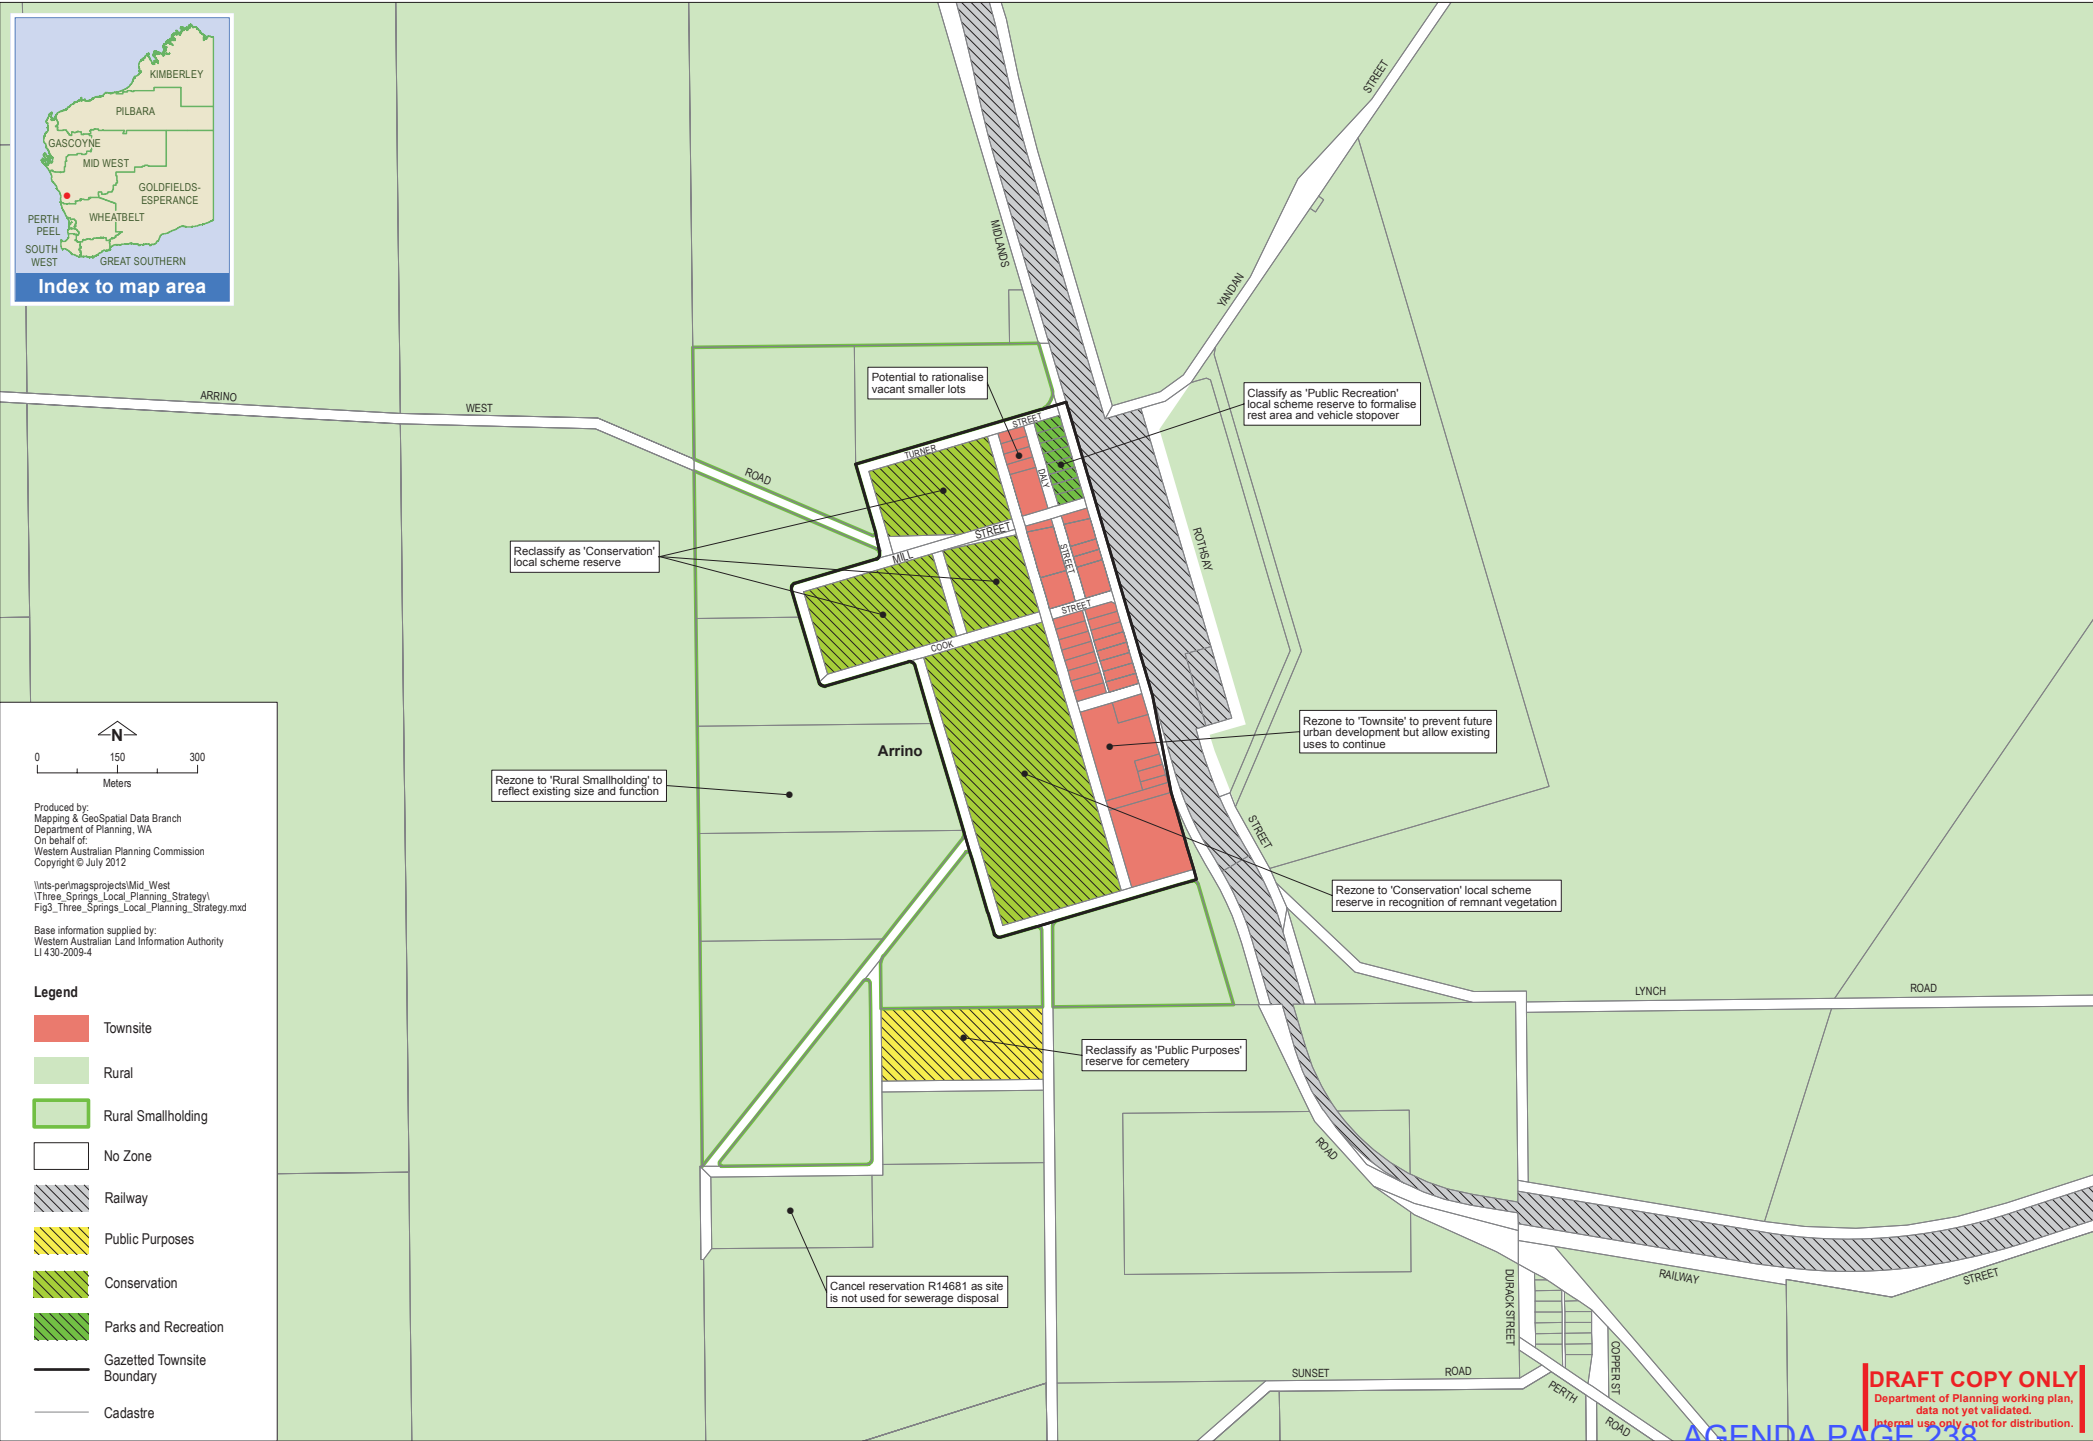 KIMBERLEY
PILBARA
GASCOYNE
MID WEST
GOLDFIELDS-
ESPERANCE
PERTH
PEEL
WHEATBELT
SOUTH
WEST
GREAT SOUTHERN
Index to map area
STREET
MIDLANDS
YANDAN
ARRINO
WEST
ROAD
Potential to rationalise
vacant smaller lots
Classify as 'Public Recreation'
local scheme reserve to formalise
rest area and vehicle stopover
TURNER
STREET
DALY
STREET
MILL
STREET
ROTHSAY
STREET
COOK
STREET
Reclassify as 'Conservation'
local scheme reserve
Arrino
Rezone to 'Rural Smallholding' to
reflect existing size and function
Rezone to 'Townsite' to prevent future
urban development but allow existing
uses to continue
Rezone to 'Conservation' local scheme
reserve in recognition of remnant vegetation
LYNCH
ROAD
Reclassify as 'Public Purposes'
reserve for cemetery
ROAD
Cancel reservation R14681 as site
is not used for sewerage disposal
RAILWAY
STREET
DURACK STREET
COPPER ST
SUNSET
ROAD
PERTH
ROAD
N
0 150 300
Meters
Produced by:
Mapping & GeoSpatial Data Branch
Department of Planning, WA
On behalf of:
Western Australian Planning Commission
Copyright © July 2012
\\nts-per\magsprojects\Mid_West
\Three_Springs_Local_Planning_Strategy\
Fig3_Three_Springs_Local_Planning_Strategy.mxd
Base information supplied by:
Western Australian Land Information Authority
LI 430-2009-4
Legend
Townsite
Rural
Rural Smallholding
No Zone
Railway
Public Purposes
Conservation
Parks and Recreation
Gazetted Townsite
Boundary
Cadastre
DRAFT COPY ONLY
Department of Planning working plan,
data not yet validated.
Internal use only - not for distribution.
AGENDA PAGE 238